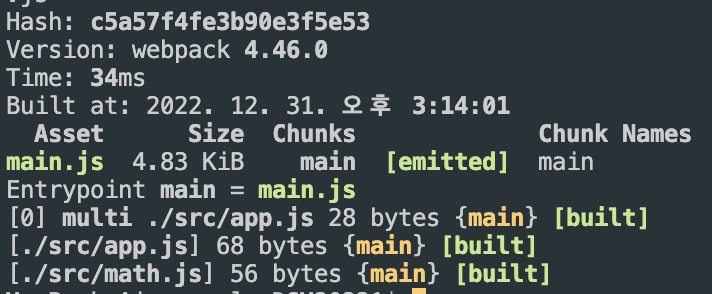 Hash: c5a57f4fe3b90e3f5e53
Version: webpack 4.46.0
Time: 34ms
Built at: 2022. 12. 31. 오후 3:14:01
Asset Size Chunks Chunk Names
main.js 4.83 KiB main [emitted] main
Entrypoint main = main.js
[0] multi ./src/app.js 28 bytes {main} [built]
[./src/app.js] 68 bytes {main} [built]
[./src/math.js] 56 bytes {main} [built]